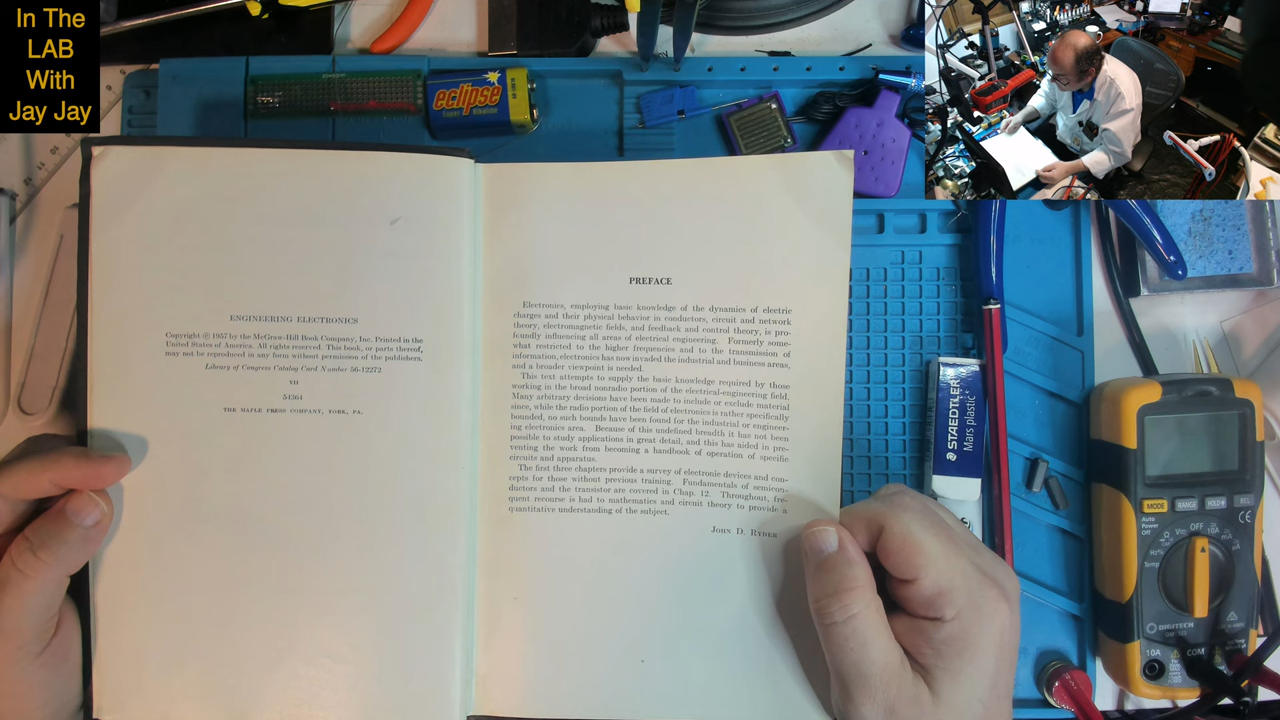 In The
LAB
With
Jay Jay
eclipse
Super Alkaline
ENGINEERING ELECTRONICS
Copyright © 1957 by the McGraw-Hill Book Company, Inc. Printed in the
United States of America. All rights reserved. This book, or parts thereof,
may not be reproduced in any form without permission of the publishers.
Library of Congress Catalog Card Number 56-12272
VII
54364
THE MAPLE PRESS COMPANY, YORK, PA.
PREFACE
Electronics, employing basic knowledge of the dynamics of electric
charges and their physical behavior in conductors, circuit and network
theory, electromagnetic fields, and feedback and control theory, is pro-
foundly influencing all areas of electrical engineering. Formerly some-
what restricted to the higher frequencies and to the transmission of
information, electronics has now invaded the industrial and business areas,
and a broader viewpoint is needed.
This text attempts to supply the basic knowledge required by those
working in the broad nonradio portion of the electrical-engineering field.
Many arbitrary decisions have been made to include or exclude material
since, while the radio portion of the field of electronics is rather specifically
bounded, no such bounds have been found for the industrial or engineer-
ing electronics area. Because of this undefined breadth it has not been
possible to study applications in great detail, and this has aided in pre-
venting the work from becoming a handbook of operation of specific
circuits and apparatus.
The first three chapters provide a survey of electronic devices and con-
cepts for those without previous training. Fundamentals of semicon-
ductors and the transistor are covered in Chap. 12. Throughout, fre-
quent recourse is had to mathematics and circuit theory to provide a
quantitative understanding of the subject.
JOHN D. RYDER
STAEDTLER
Mars plastic
MODE RANGE HOLD REL
Auto
Power
Off
CE
OFF
10A
mA
µA
Hz%
Temp
DIGITECH
10A COM